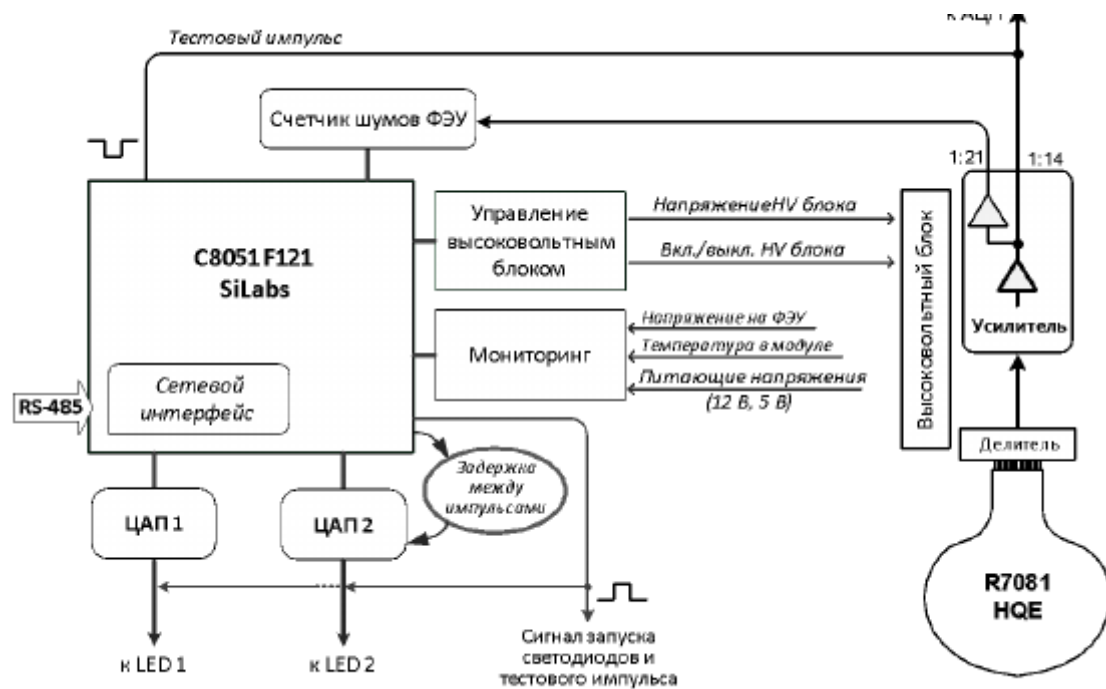 к АЦП
Тестовый импульс
Счетчик шумов ФЭУ
1:21
1:14
C8051F121
SiLabs
Управление
высоковольтным
блоком
НапряжениеHV блока
Вкл./выкл. HV блока
Высоковольтный блок
Усилитель
Мониторинг
Напряжение на ФЭУ
Температура в модуле
Питающие напряжения
(12 В, 5 В)
Сетевой
интерфейс
RS-485
Делитель
Задержка
между
импульсами
ЦАП 1
ЦАП 2
R7081
HQE
к LED 1
к LED 2
Сигнал запуска
светодиодов и
тестового импульса